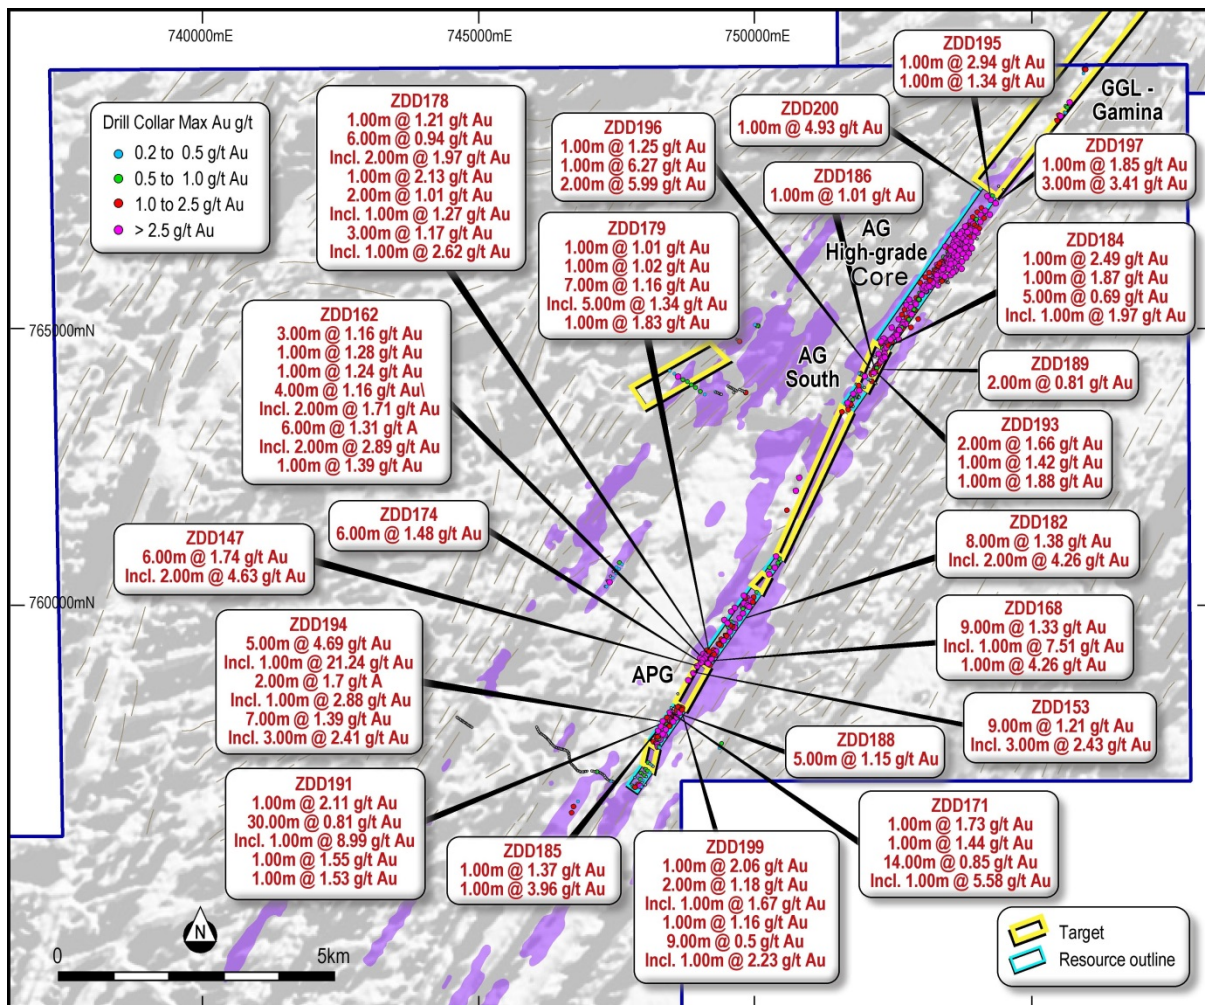 740000mE
745000mE
750000mE
765000mN
760000mN
Drill Collar Max Au g/t
0.2 to 0.5 g/t Au
0.5 to 1.0 g/t Au
1.0 to 2.5 g/t Au
> 2.5 g/t Au
ZDD178
1.00m @ 1.21 g/t Au
6.00m @ 0.94 g/t Au
Incl. 2.00m @ 1.97 g/t Au
1.00m @ 2.13 g/t Au
2.00m @ 1.01 g/t Au
Incl. 1.00m @ 1.27 g/t Au
3.00m @ 1.17 g/t Au
Incl. 1.00m @ 2.62 g/t Au
ZDD196
1.00m @ 1.25 g/t Au
1.00m @ 6.27 g/t Au
2.00m @ 5.99 g/t Au
ZDD200
1.00m @ 4.93 g/t Au
ZDD195
1.00m @ 2.94 g/t Au
1.00m @ 1.34 g/t Au
GGL -
Gamina
ZDD197
1.00m @ 1.85 g/t Au
3.00m @ 3.41 g/t Au
ZDD186
1.00m @ 1.01 g/t Au
AG
High-grade
Core
ZDD179
1.00m @ 1.01 g/t Au
1.00m @ 1.02 g/t Au
7.00m @ 1.16 g/t Au
Incl. 5.00m @ 1.34 g/t Au
1.00m @ 1.83 g/t Au
ZDD184
1.00m @ 2.49 g/t Au
1.00m @ 1.87 g/t Au
5.00m @ 0.69 g/t Au
Incl. 1.00m @ 1.97 g/t Au
ZDD162
3.00m @ 1.16 g/t Au
1.00m @ 1.28 g/t Au
1.00m @ 1.24 g/t Au
4.00m @ 1.16 g/t Au\
Incl. 2.00m @ 1.71 g/t Au
6.00m @ 1.31 g/t A
Incl. 2.00m @ 2.89 g/t Au
1.00m @ 1.39 g/t Au
AG
South
ZDD189
2.00m @ 0.81 g/t Au
ZDD193
2.00m @ 1.66 g/t Au
1.00m @ 1.42 g/t Au
1.00m @ 1.88 g/t Au
ZDD174
6.00m @ 1.48 g/t Au
ZDD147
6.00m @ 1.74 g/t Au
Incl. 2.00m @ 4.63 g/t Au
ZDD182
8.00m @ 1.38 g/t Au
Incl. 2.00m @ 4.26 g/t Au
ZDD168
9.00m @ 1.33 g/t Au
Incl. 1.00m @ 7.51 g/t Au
1.00m @ 4.26 g/t Au
ZDD194
5.00m @ 4.69 g/t Au
Incl. 1.00m @ 21.24 g/t Au
2.00m @ 1.7 g/t A
Incl. 1.00m @ 2.88 g/t Au
7.00m @ 1.39 g/t Au
Incl. 3.00m @ 2.41 g/t Au
APG
ZDD153
9.00m @ 1.21 g/t Au
Incl. 3.00m @ 2.43 g/t Au
ZDD188
5.00m @ 1.15 g/t Au
ZDD191
1.00m @ 2.11 g/t Au
30.00m @ 0.81 g/t Au
Incl. 1.00m @ 8.99 g/t Au
1.00m @ 1.55 g/t Au
1.00m @ 1.53 g/t Au
ZDD185
1.00m @ 1.37 g/t Au
1.00m @ 3.96 g/t Au
ZDD199
1.00m @ 2.06 g/t Au
2.00m @ 1.18 g/t Au
Incl. 1.00m @ 1.67 g/t Au
1.00m @ 1.16 g/t Au
9.00m @ 0.5 g/t Au
Incl. 1.00m @ 2.23 g/t Au
ZDD171
1.00m @ 1.73 g/t Au
1.00m @ 1.44 g/t Au
14.00m @ 0.85 g/t Au
Incl. 1.00m @ 5.58 g/t Au
N
0 5km
Target
Resource outline